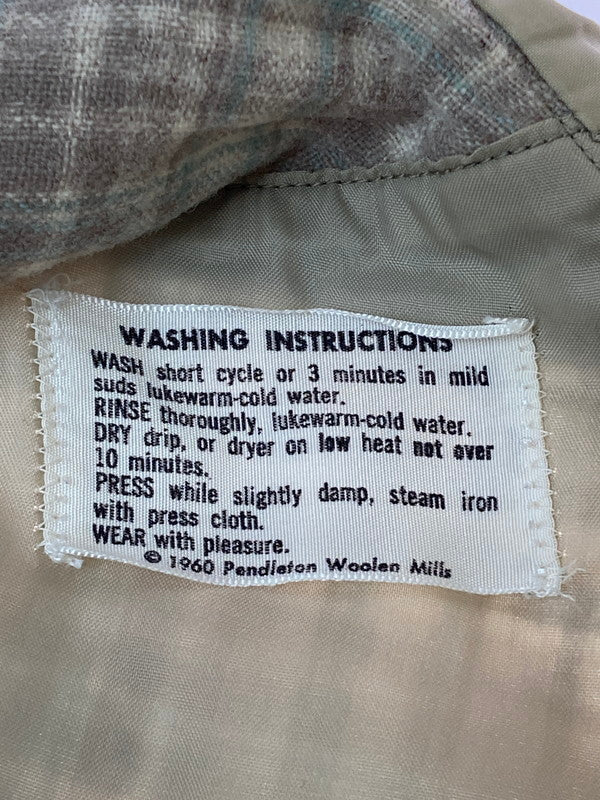 WASHING INSTRUCTIONS
WASH short cycle or 3 minutes in mild
suds lukewarm-cold water.
RINSE thoroughly, lukewarm-cold water.
DRY drip, or dryer on low heat not over
10 minutes.
PRESS while slightly damp, steam iron
with press cloth.
WEAR with pleasure.
© 1960 Pendleton Woolen Mills